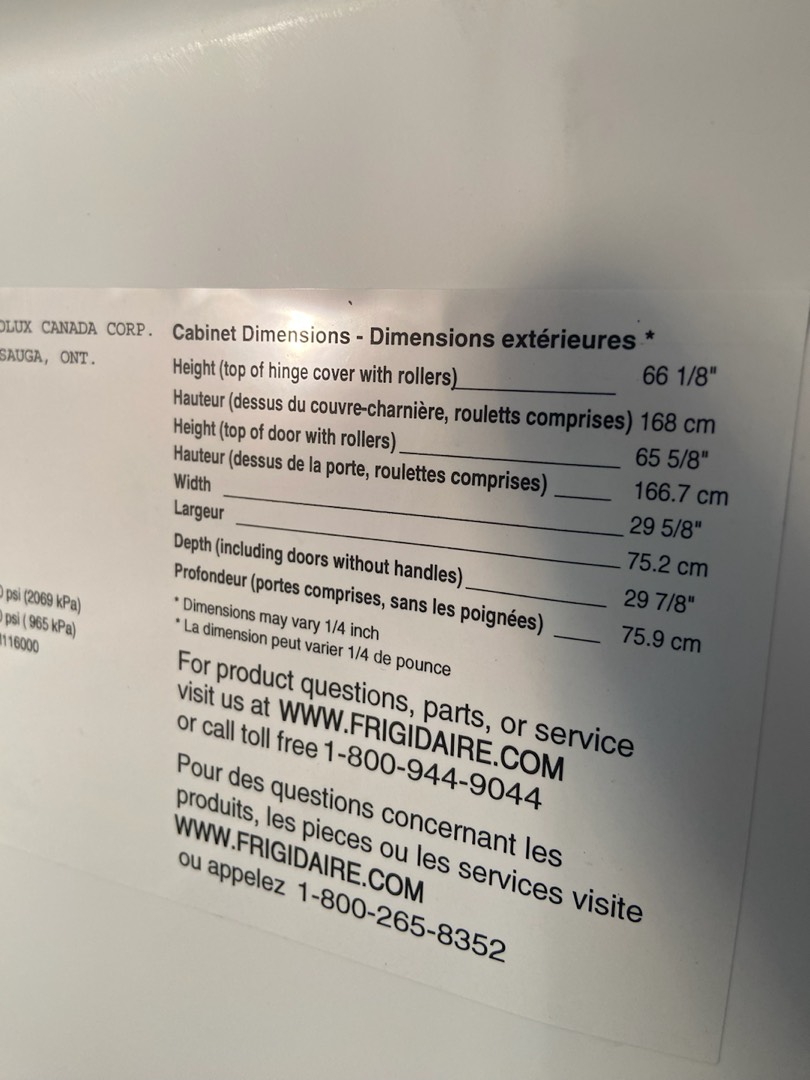 OLUX CANADA CORP.
SAUGA, ONT.
Cabinet Dimensions - Dimensions extérieures *
Height (top of hinge cover with rollers) 66 1/8"
Hauteur (dessus du couvre-charnière, rouletts comprises) 168 cm
Height (top of door with rollers) 65 5/8"
Hauteur (dessus de la porte, roulettes comprises) 166.7 cm
Width 29 5/8"
Largeur 75.2 cm
Depth (including doors without handles) 29 7/8"
Profondeur (portes comprises, sans les poignées) 75.9 cm
* Dimensions may vary 1/4 inch
* La dimension peut varier 1/4 de pounce
psi (2069 kPa)
psi ( 965 kPa)
116000
For product questions, parts, or service
visit us at WWW.FRIGIDAIRE.COM
or call toll free 1-800-944-9044
Pour des questions concernant les
produits, les pieces ou les services visite
WWW.FRIGIDAIRE.COM
ou appelez 1-800-265-8352